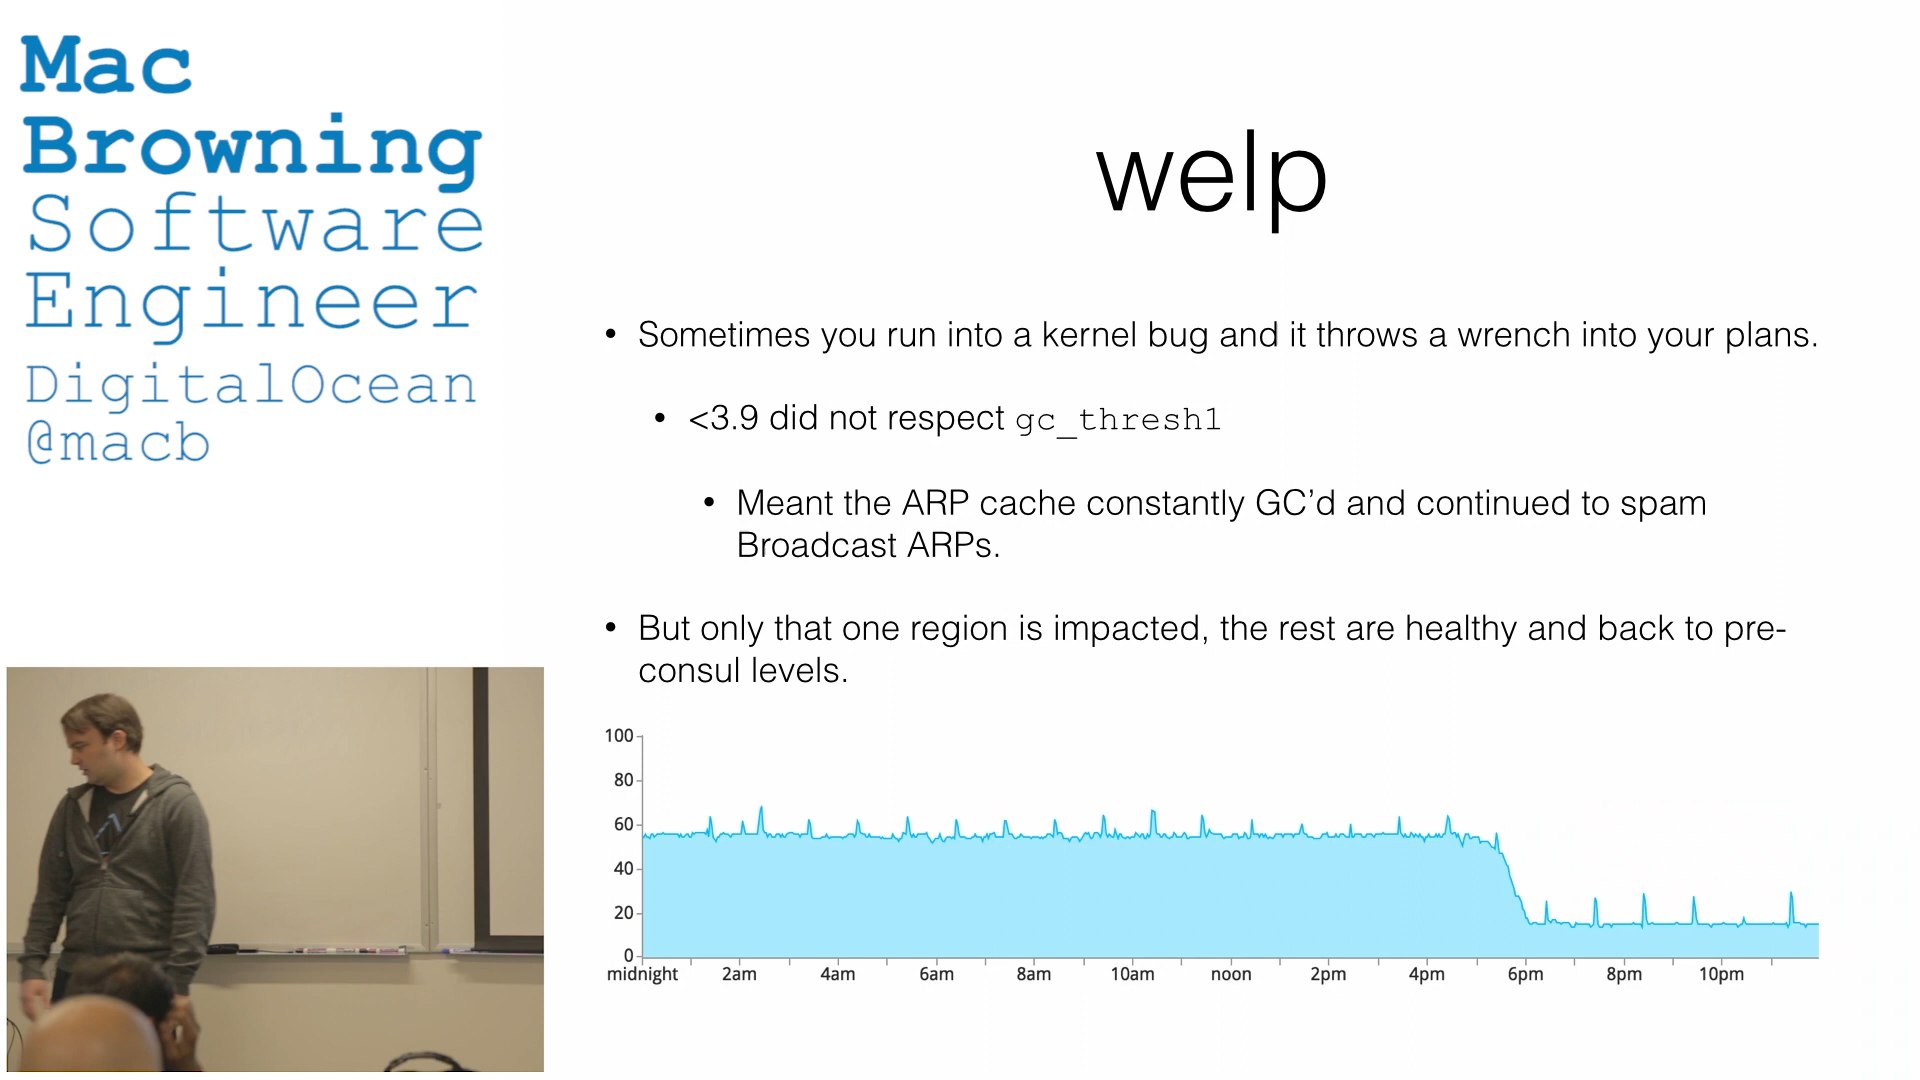 Mac
Browning
Software
Engineer
DigitalOcean
@macb
welp
• Sometimes you run into a kernel bug and it throws a wrench into your plans.
• <3.9 did not respect gc_thresh1
• Meant the ARP cache constantly GC’d and continued to spam
Broadcast ARPs.
• But only that one region is impacted, the rest are healthy and back to pre-
consul levels.
100
80
60
40
20
0
midnight 2am 4am 6am 8am 10am noon 2pm 4pm 6pm 8pm 10pm